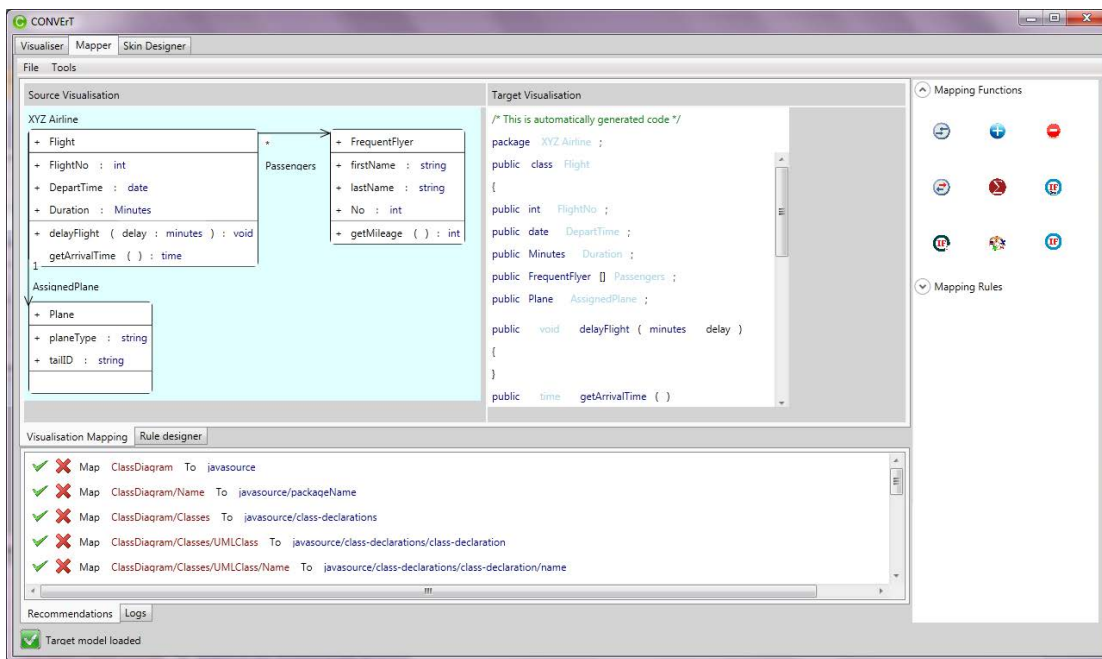 CONVErT
Visualiser Mapper Skin Designer
File Tools
Source Visualisation
XYZ Airline
+ Flight
+ FlightNo : int
+ DepartTime : date
+ Duration : Minutes
+ delayFlight ( delay : minutes ) : void
getArrivalTime ( ) : time
*
Passengers
+ FrequentFlyer
+ firstName : string
+ lastName : string
+ No : int
+ getMileage ( ) : int
1
AssignedPlane
+ Plane
+ planeType : string
+ tailID : string
Target Visualisation
/* This is automatically generated code */
package XYZ Airline ;
public class Flight
{
public int FlightNo ;
public date DepartTime ;
public Minutes Duration ;
public FrequentFlyer [] Passengers ;
public Plane AssignedPlane ;
public void delayFlight ( minutes delay )
{
}
public time getArrivalTime ( )
Mapping Functions
Σ IF
IF IF
Mapping Rules
Visualisation Mapping Rule designer
Map ClassDiagram To javasource
Map ClassDiagram/Name To javasource/packageName
Map ClassDiagram/Classes To javasource/class-declarations
Map ClassDiagram/Classes/UMLClass To javasource/class-declarations/class-declaration
Map ClassDiagram/Classes/UMLClass/Name To javasource/class-declarations/class-declaration/name
Recommendations Logs
Target model loaded